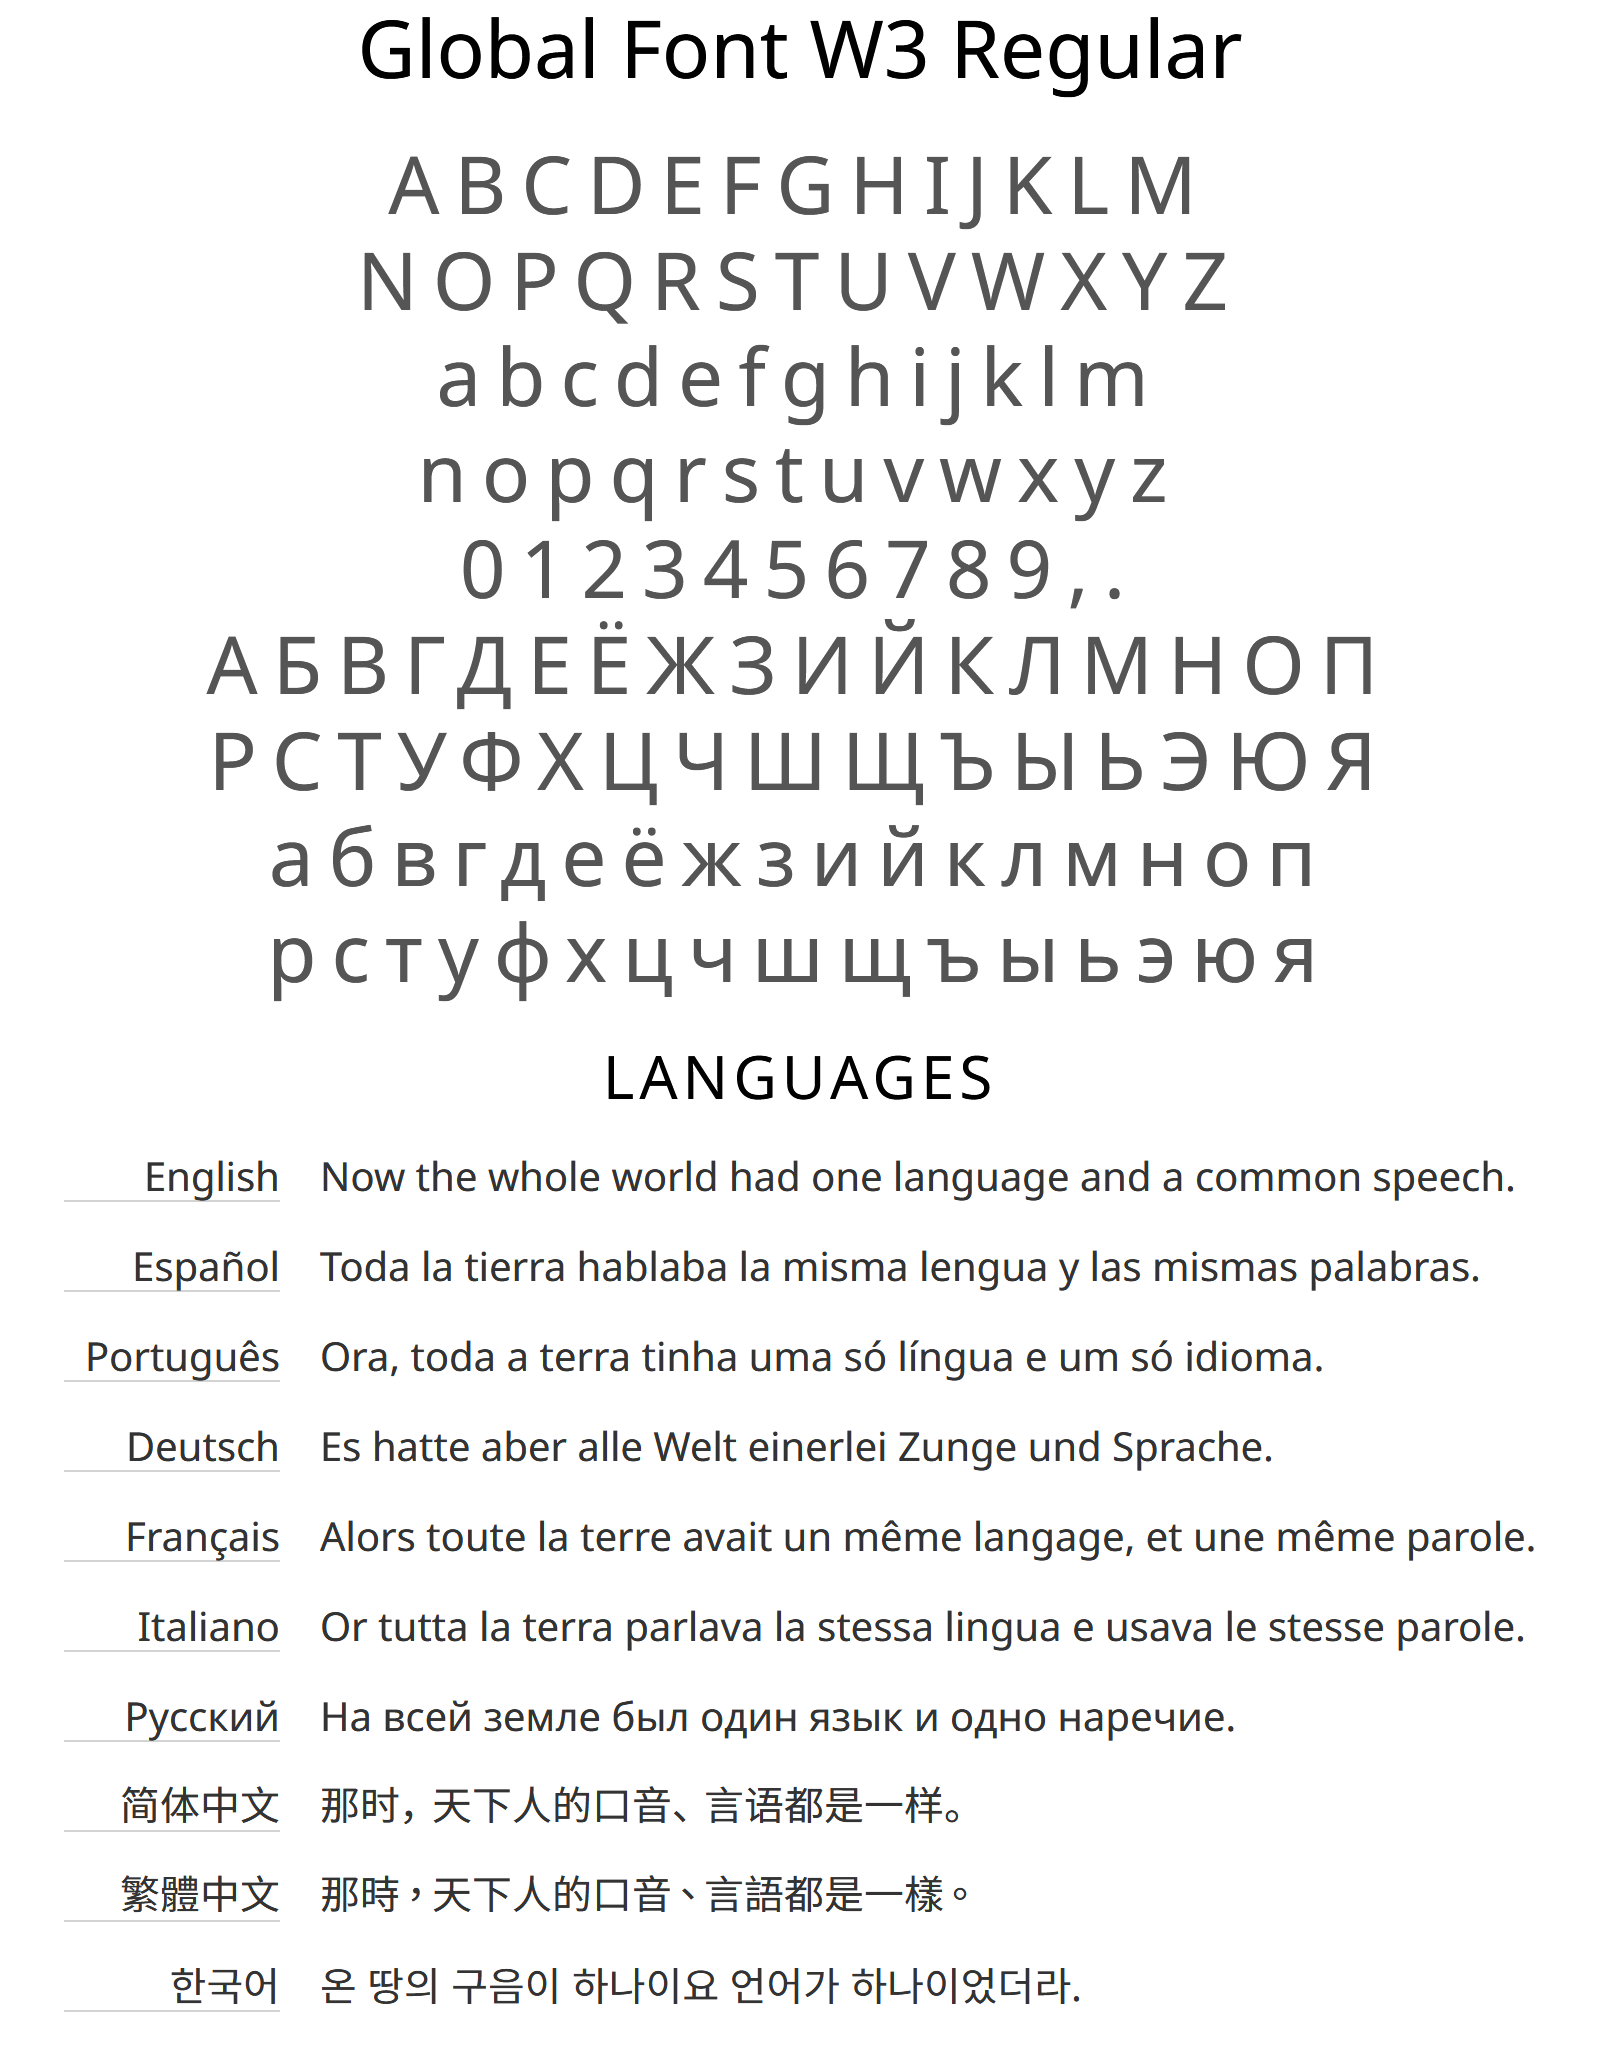 Global Font W3 Regular
A B C D E F G H I J K L M
N O P Q R S T U V W X Y Z
a b c d e f g h i j k l m
n o p q r s t u v w x y z
0 1 2 3 4 5 6 7 8 9 , .
А Б В Г Д Е Ё Ж З И Й К Л М Н О П
Р С Т У Ф Х Ц Ч Ш Щ Ъ Ы Ь Э Ю Я
а б в г д е ё ж з и й к л м н о п
р с т у ф х ц ч ш щ ъ ы ь э ю я
LANGUAGES
English Now the whole world had one language and a common speech.
Español Toda la tierra hablaba la misma lengua y las mismas palabras.
Português Ora, toda a terra tinha uma só língua e um só idioma.
Deutsch Es hatte aber alle Welt einerlei Zunge und Sprache.
Français Alors toute la terre avait un même langage, et une même parole.
Italiano Or tutta la terra parlava la stessa lingua e usava le stesse parole.
Русский На всей земле был один язык и одно наречие.
简体中文 那时，天下人的口音、言语都是一样。
繁體中文 那時，天下人的口音、言語都是一樣。
한국어 온 땅의 구음이 하나이요 언어가 하나이었더라.